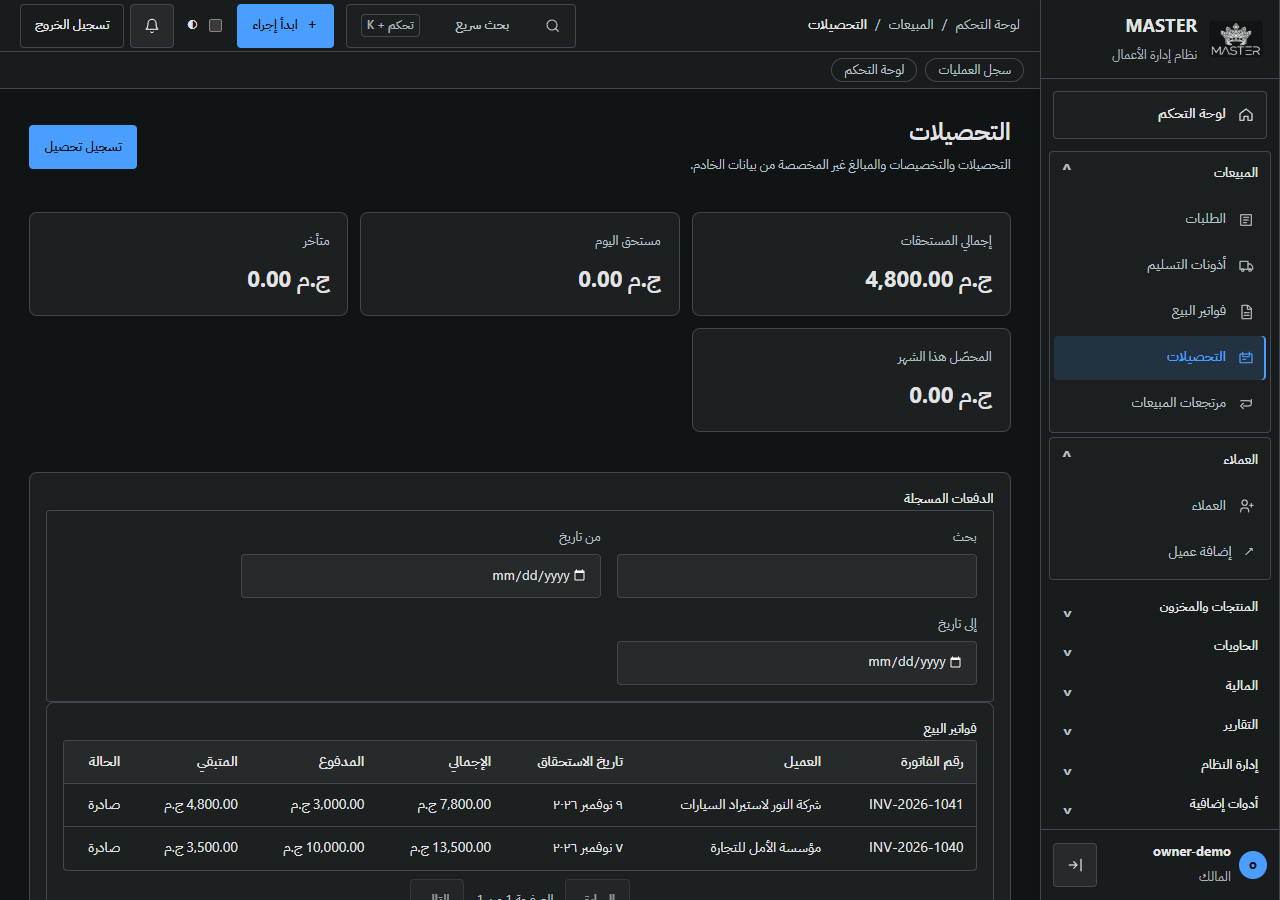 MASTER
MASTER
نظام إدارة الأعمال
لوحة التحكم
المبيعات
الطلبات
أذونات التسليم
فواتير البيع
التحصيلات
مرتجعات المبيعات
العملاء
العملاء
إضافة عميل
المنتجات والمخزون
الحاويات
المالية
التقارير
إدارة النظام
أدوات إضافية
owner-demo
المالك
o
لوحة التحكم / المبيعات / التحصيلات
بحث سريع
تحكم + K
+ ابدأ إجراء
تسجيل الخروج
سجل العمليات
لوحة التحكم
التحصيلات
التحصيلات والتخصيصات والمبالغ غير المخصصة من بيانات الخادم.
تسجيل تحصيل
إجمالي المستحقات
ج.م 4,800.00
مستحق اليوم
ج.م 0.00
متأخر
ج.م 0.00
المحصّل هذا الشهر
ج.م 0.00
الدفعات المسجلة
بحث
من تاريخ
mm/dd/yyyy
إلى تاريخ
mm/dd/yyyy
فواتير البيع
رقم الفاتورة العميل تاريخ الاستحقاق الإجمالي المدفوع المتبقي الحالة
INV-2026-1041 شركة النور لاستيراد السيارات ٩ نوفمبر ٢٠٢٦ 7,800.00 ج.م 3,000.00 ج.م 4,800.00 ج.م صادرة
INV-2026-1040 مؤسسة الأمل للتجارة ٧ نوفمبر ٢٠٢٦ 13,500.00 ج.م 10,000.00 ج.م 3,500.00 ج.م صادرة